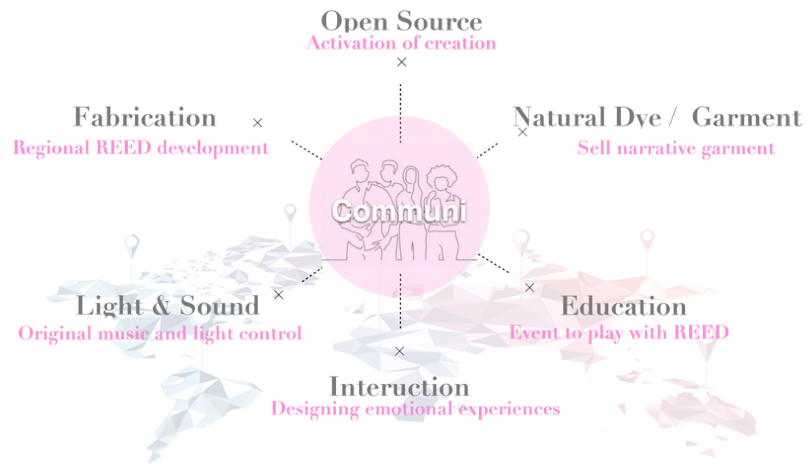 Open Source
Activation of creation
Fabrication
Regional REED development
Natural Dye / Garment
Sell narrative garment
Communi
Light & Sound
Original music and light control
Education
Event to play with REED
Interuction
Designing emotional experiences